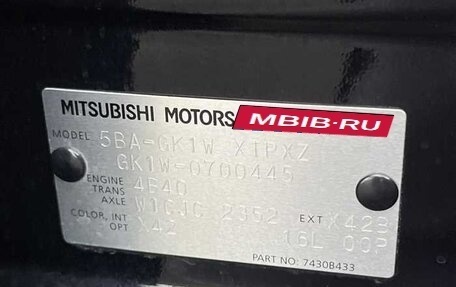 MITSUBISHI MOTORS MBIB.RU
MODEL 5BA-GK1W X1PXZ
GK1W-0700445
ENGINE 4B40
TRANS
AXLE W1CJC 2352 EXT X42B
COLOR, INT X42 16L 00P
OPT
PART NO: 7430B433